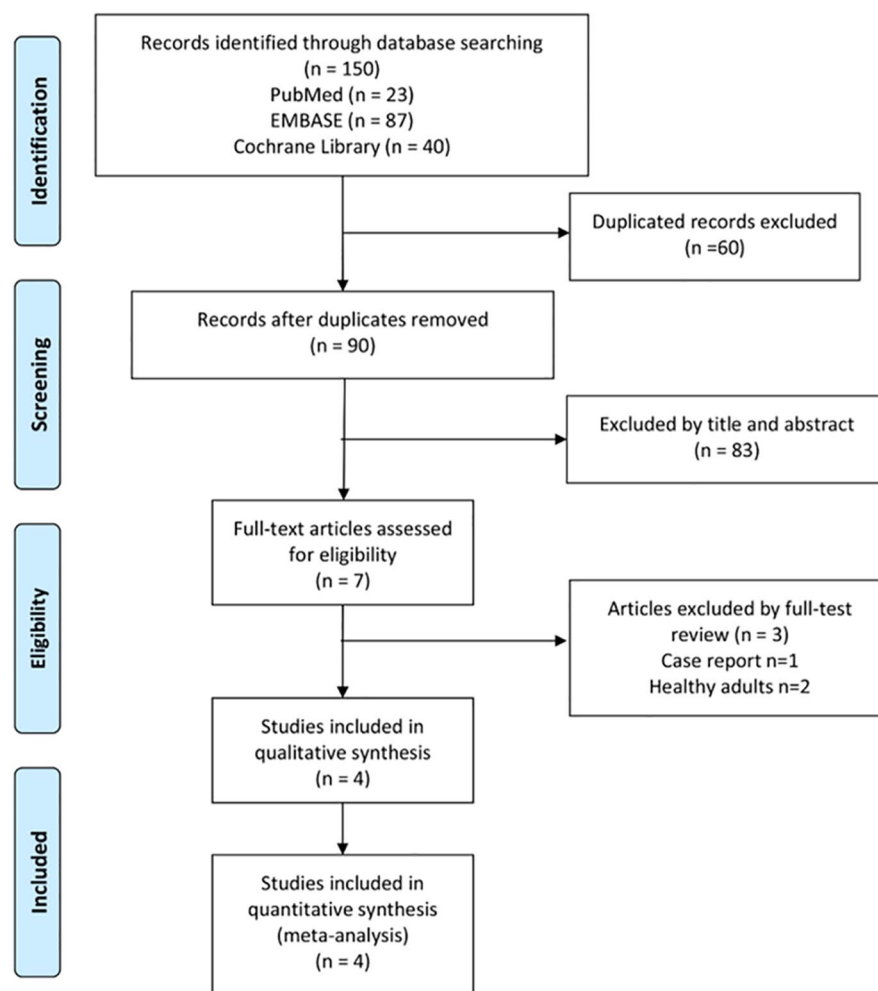 Identification
Records identified through database searching
(n = 150)
PubMed (n = 23)
EMBASE (n = 87)
Cochrane Library (n = 40)
Duplicated records excluded
(n =60)
Screening
Records after duplicates removed
(n = 90)
Excluded by title and abstract
(n = 83)
Eligibility
Full-text articles assessed
for eligibility
(n = 7)
Articles excluded by full-test
review (n = 3)
Case report n=1
Healthy adults n=2
Studies included in
qualitative synthesis
(n = 4)
Included
Studies included in
quantitative synthesis
(meta-analysis)
(n = 4)